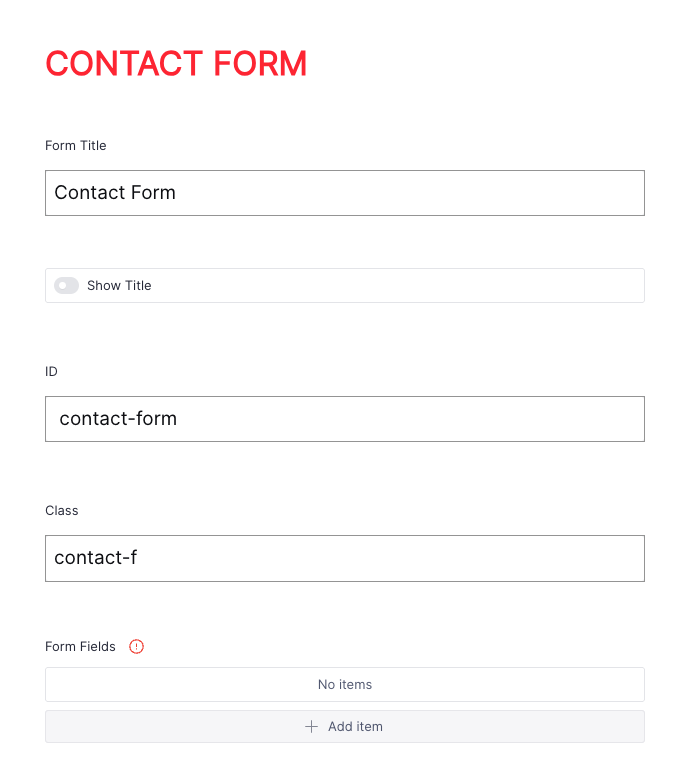 CONTACT FORM
Form Title
Contact Form
Show Title
ID
contact-form
Class
contact-f
Form Fields
No items
Add item